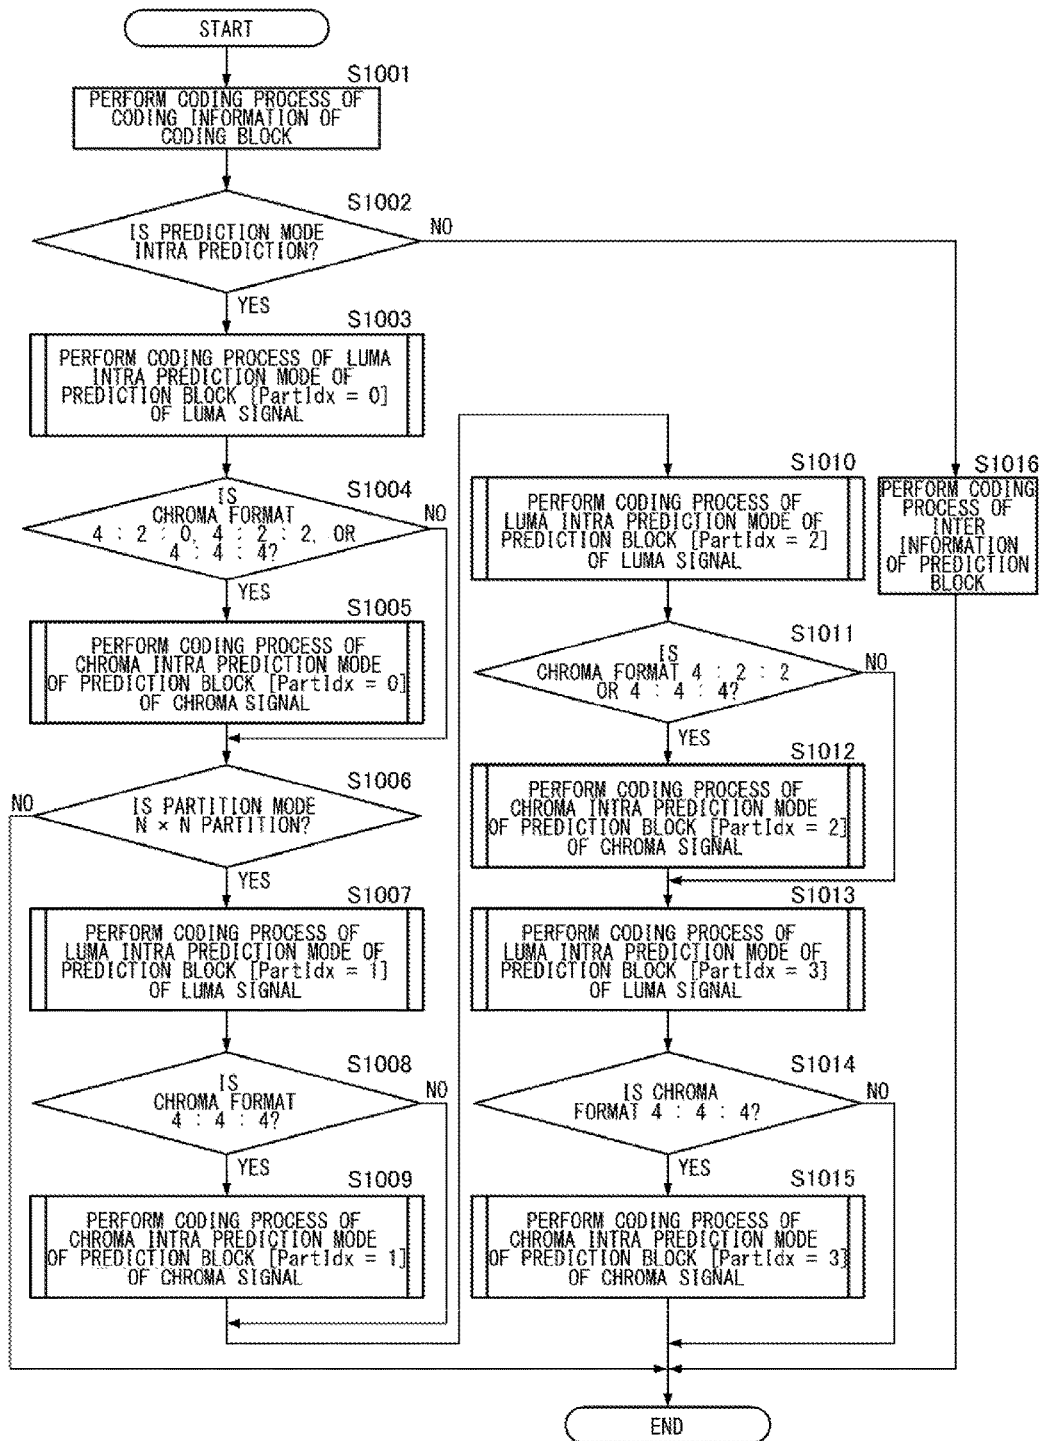 START
S1001
PERFORM CODING PROCESS OF
CODING INFORMATION OF
CODING BLOCK
S1002
IS PREDICTION MODE
INTRA PREDICTION?
NO
YES
S1003
PERFORM CODING PROCESS OF LUMA
INTRA PREDICTION MODE OF
PREDICTION BLOCK [PartIdx = 0]
OF LUMA SIGNAL
S1004
IS
CHROMA FORMAT
4 : 2 : 0, 4 : 2 : 2, OR
4 : 4 : 4?
NO
YES
S1005
PERFORM CODING PROCESS OF
CHROMA INTRA PREDICTION MODE
OF PREDICTION BLOCK [PartIdx = 0]
OF CHROMA SIGNAL
S1006
NO
IS PARTITION MODE
N × N PARTITION?
YES
S1007
PERFORM CODING PROCESS OF
LUMA INTRA PREDICTION MODE OF
PREDICTION BLOCK [PartIdx = 1]
OF LUMA SIGNAL
S1008
IS
CHROMA FORMAT
4 : 4 : 4?
NO
YES
S1009
PERFORM CODING PROCESS OF
CHROMA INTRA PREDICTION MODE
OF PREDICTION BLOCK [PartIdx = 1]
OF CHROMA SIGNAL
S1010
PERFORM CODING PROCESS OF
LUMA INTRA PREDICTION MODE OF
PREDICTION BLOCK [PartIdx = 2]
OF LUMA SIGNAL
S1011
IS
CHROMA FORMAT 4 : 2 : 2
OR 4 : 4 : 4?
NO
YES
S1012
PERFORM CODING PROCESS OF
CHROMA INTRA PREDICTION MODE
OF PREDICTION BLOCK [PartIdx = 2]
OF CHROMA SIGNAL
S1013
PERFORM CODING PROCESS OF
LUMA INTRA PREDICTION MODE OF
PREDICTION BLOCK [PartIdx = 3]
OF LUMA SIGNAL
S1014
IS CHROMA
FORMAT 4 : 4 : 4?
NO
YES
S1015
PERFORM CODING PROCESS OF
CHROMA INTRA PREDICTION MODE
OF PREDICTION BLOCK [PartIdx = 3]
OF CHROMA SIGNAL
S1016
PERFORM CODING
PROCESS OF
INTER
INFORMATION
OF PREDICTION
BLOCK
END